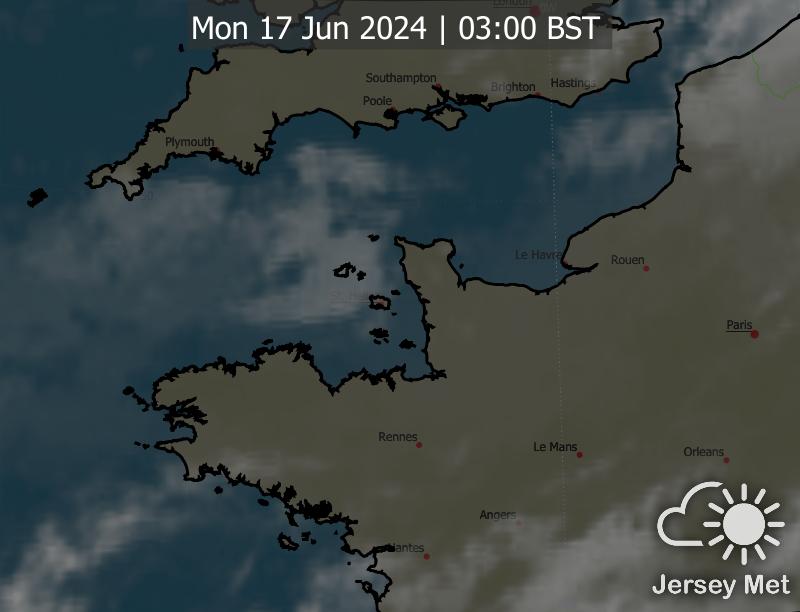 London
Mon 17 Jun 2024 | 03:00 BST
Southampton
Brighton
Hastings
Poole
Plymouth
Le Havre
Rouen
Paris
Rennes
Le Mans
Orleans
Angers
Nantes
Jersey Met